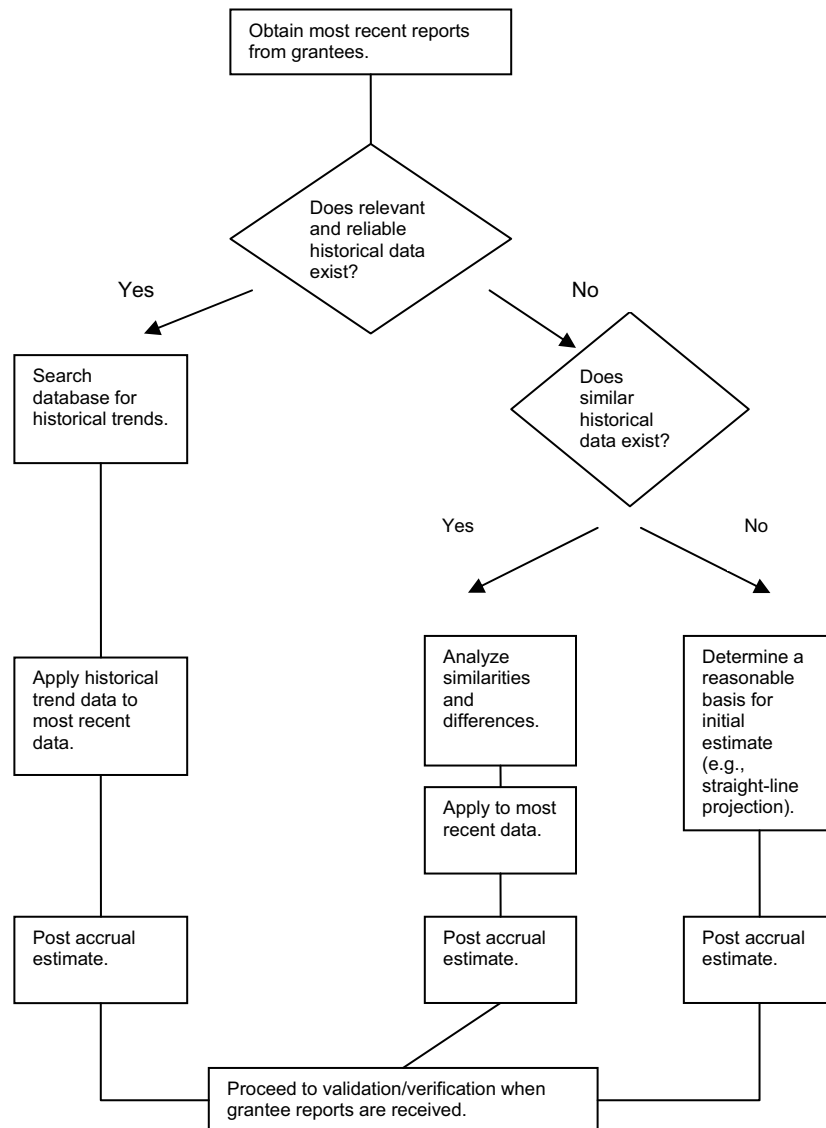 Obtain most recent reports
from grantees.
Does relevant
and reliable
historical data
exist?
Yes
No
Search
database for
historical trends.
Does
similar
historical
data exist?
Yes
No
Apply historical
trend data to
most recent
data.
Analyze
similarities
and
differences.
Determine a
reasonable
basis for
initial
estimate
(e.g.,
straight-line
projection).
Apply to most
recent data.
Post accrual
estimate.
Post accrual
estimate.
Post accrual
estimate.
Proceed to validation/verification when
grantee reports are received.